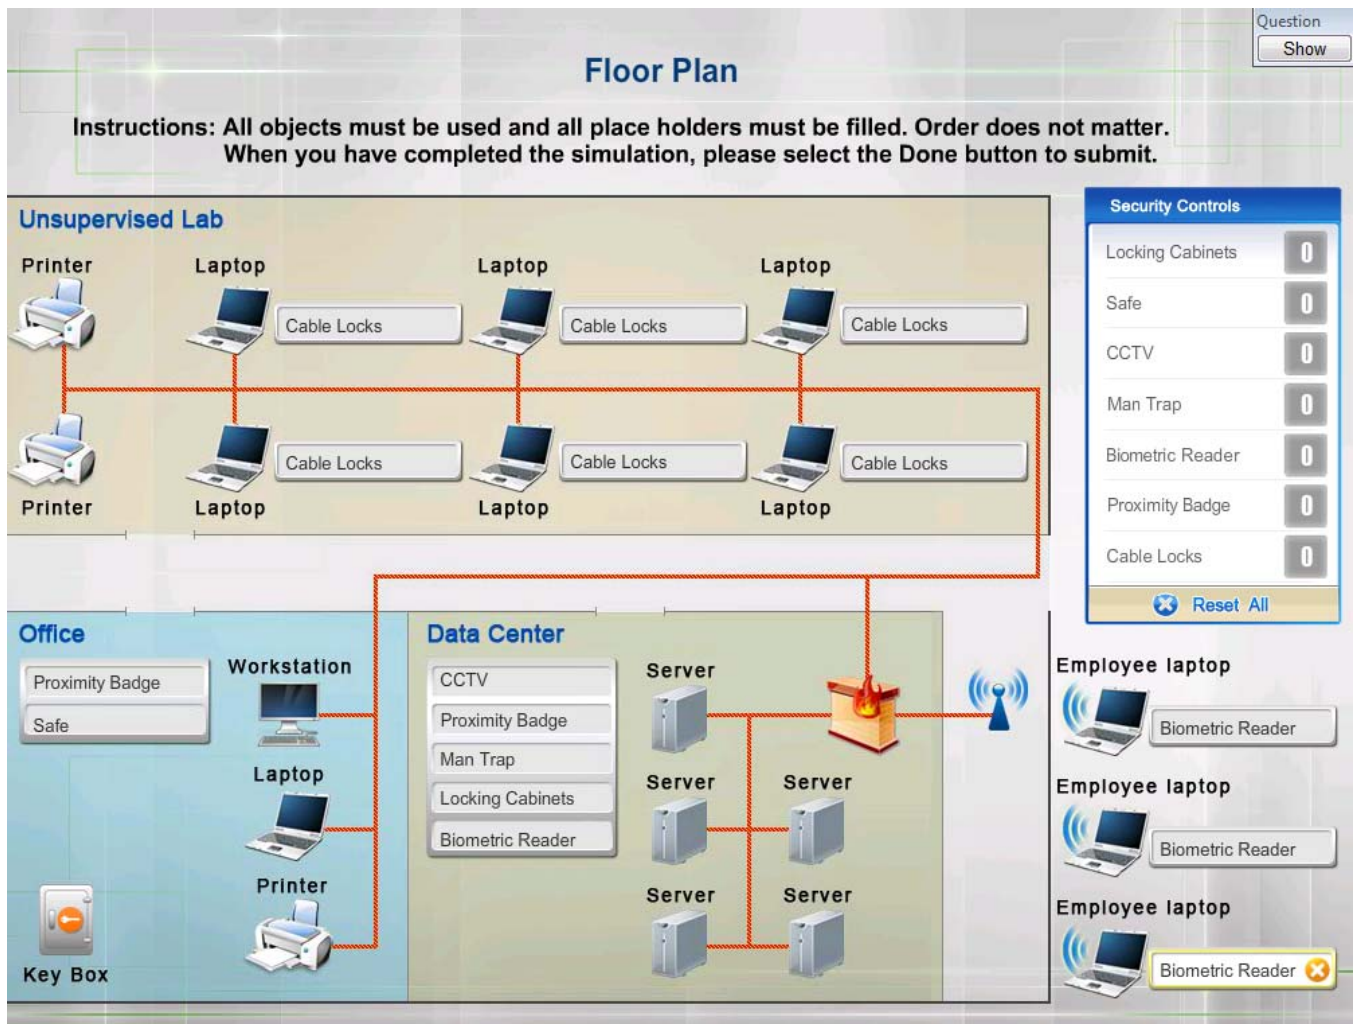 Question
Show
Floor Plan
Instructions: All objects must be used and all place holders must be filled. Order does not matter.
When you have completed the simulation, please select the Done button to submit.
Unsupervised Lab
Printer
Laptop
Laptop
Laptop
Cable Locks
Cable Locks
Cable Locks
Cable Locks
Cable Locks
Cable Locks
Printer
Laptop
Laptop
Laptop
Security Controls
Locking Cabinets 0
Safe 0
CCTV 0
Man Trap 0
Biometric Reader 0
Proximity Badge 0
Cable Locks 0
Reset All
Office
Proximity Badge
Safe
Workstation
Laptop
Printer
Key Box
Data Center
CCTV
Proximity Badge
Man Trap
Locking Cabinets
Biometric Reader
Server
Server
Server
Server
Server
Employee laptop
Biometric Reader
Employee laptop
Biometric Reader
Employee laptop
Biometric Reader